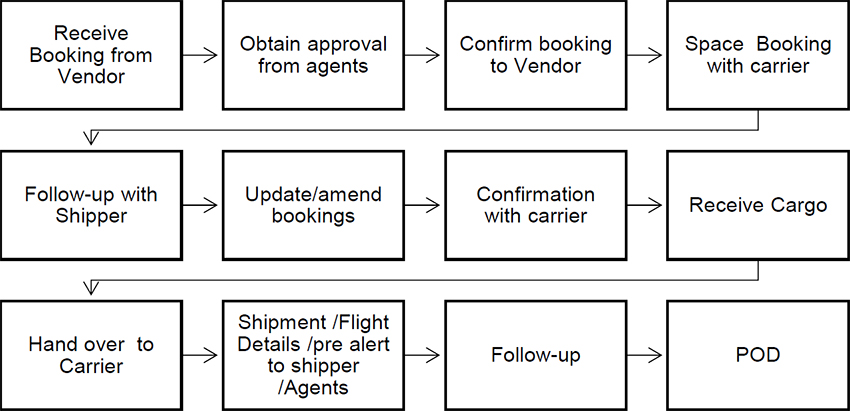 Receive
Booking from
Vendor
Obtain approval
from agents
Confirm booking
to Vendor
Space Booking
with carrier
Follow-up with
Shipper
Update/amend
bookings
Confirmation
with carrier
Receive Cargo
Hand over to
Carrier
Shipment /Flight
Details /pre alert
to shipper
/Agents
Follow-up
POD